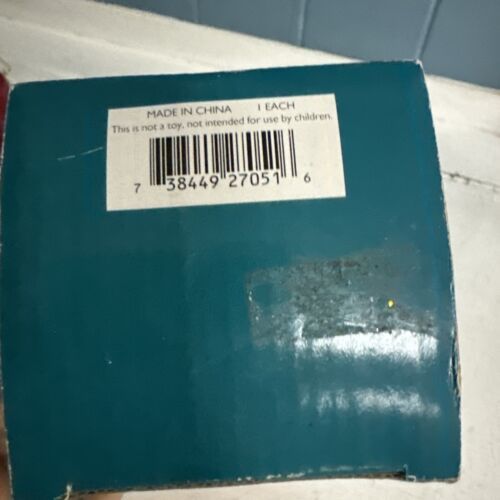 MADE IN CHINA 1 EACH
This is not a toy, not intended for use by children.
7 38449 27051 6